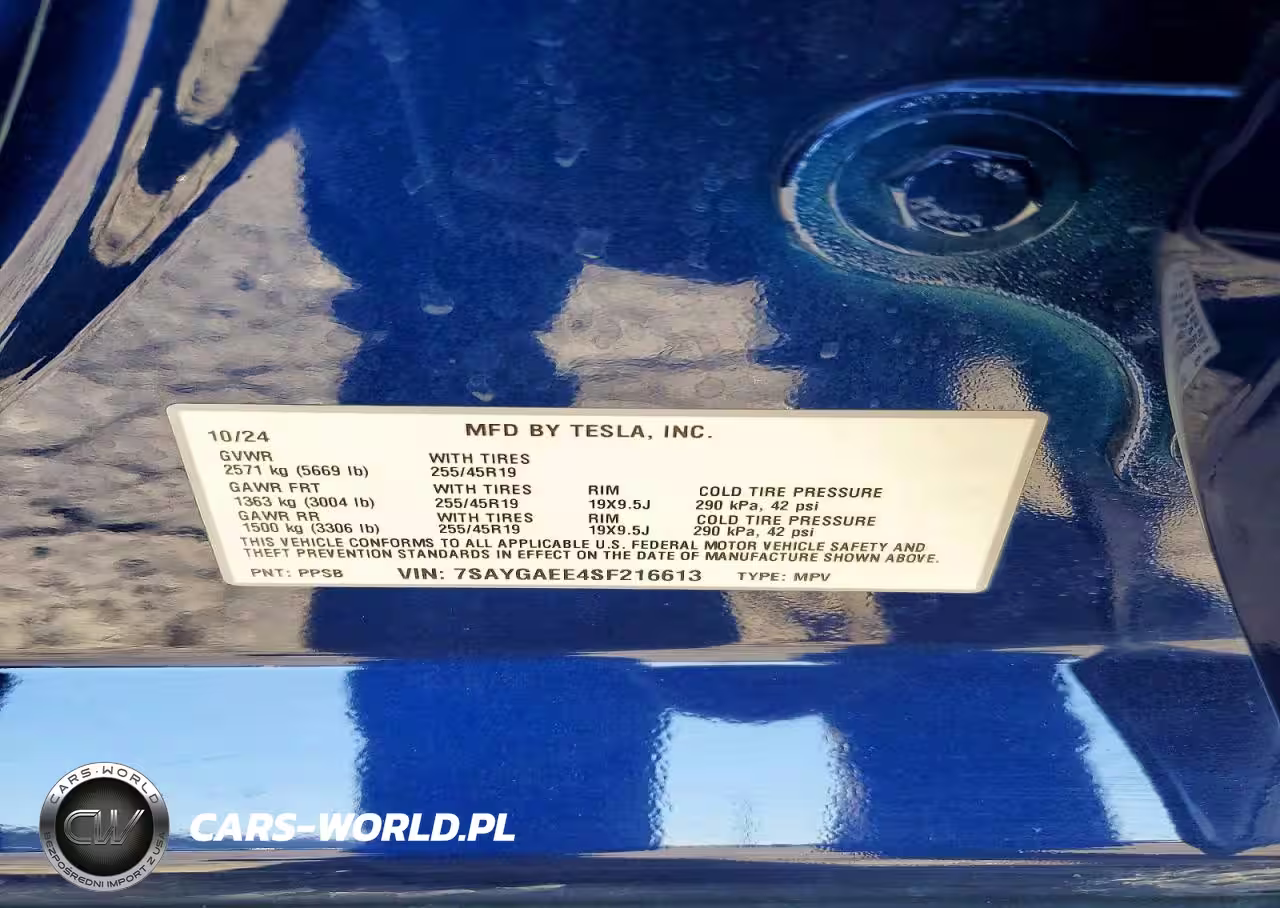 10/24 MFD BY TESLA, INC.
GVWR WITH TIRES
2571 kg (5669 lb) 255/45R19
GAWR FRT WITH TIRES RIM COLD TIRE PRESSURE
1363 kg (3004 lb) 255/45R19 19X9.5J 290 kPa, 42 psi
GAWR RR WITH TIRES RIM COLD TIRE PRESSURE
1500 kg (3306 lb) 255/45R19 19X9.5J 290 kPa, 42 psi
THIS VEHICLE CONFORMS TO ALL APPLICABLE U.S. FEDERAL MOTOR VEHICLE SAFETY AND
THEFT PREVENTION STANDARDS IN EFFECT ON THE DATE OF MANUFACTURE SHOWN ABOVE.
PNT: PPSB VIN: 7SAYGAEE4SF216613 TYPE: MPV
CARS-WORLD
CW
BEZPOŚREDNI IMPORT Z USA
CARS-WORLD.PL